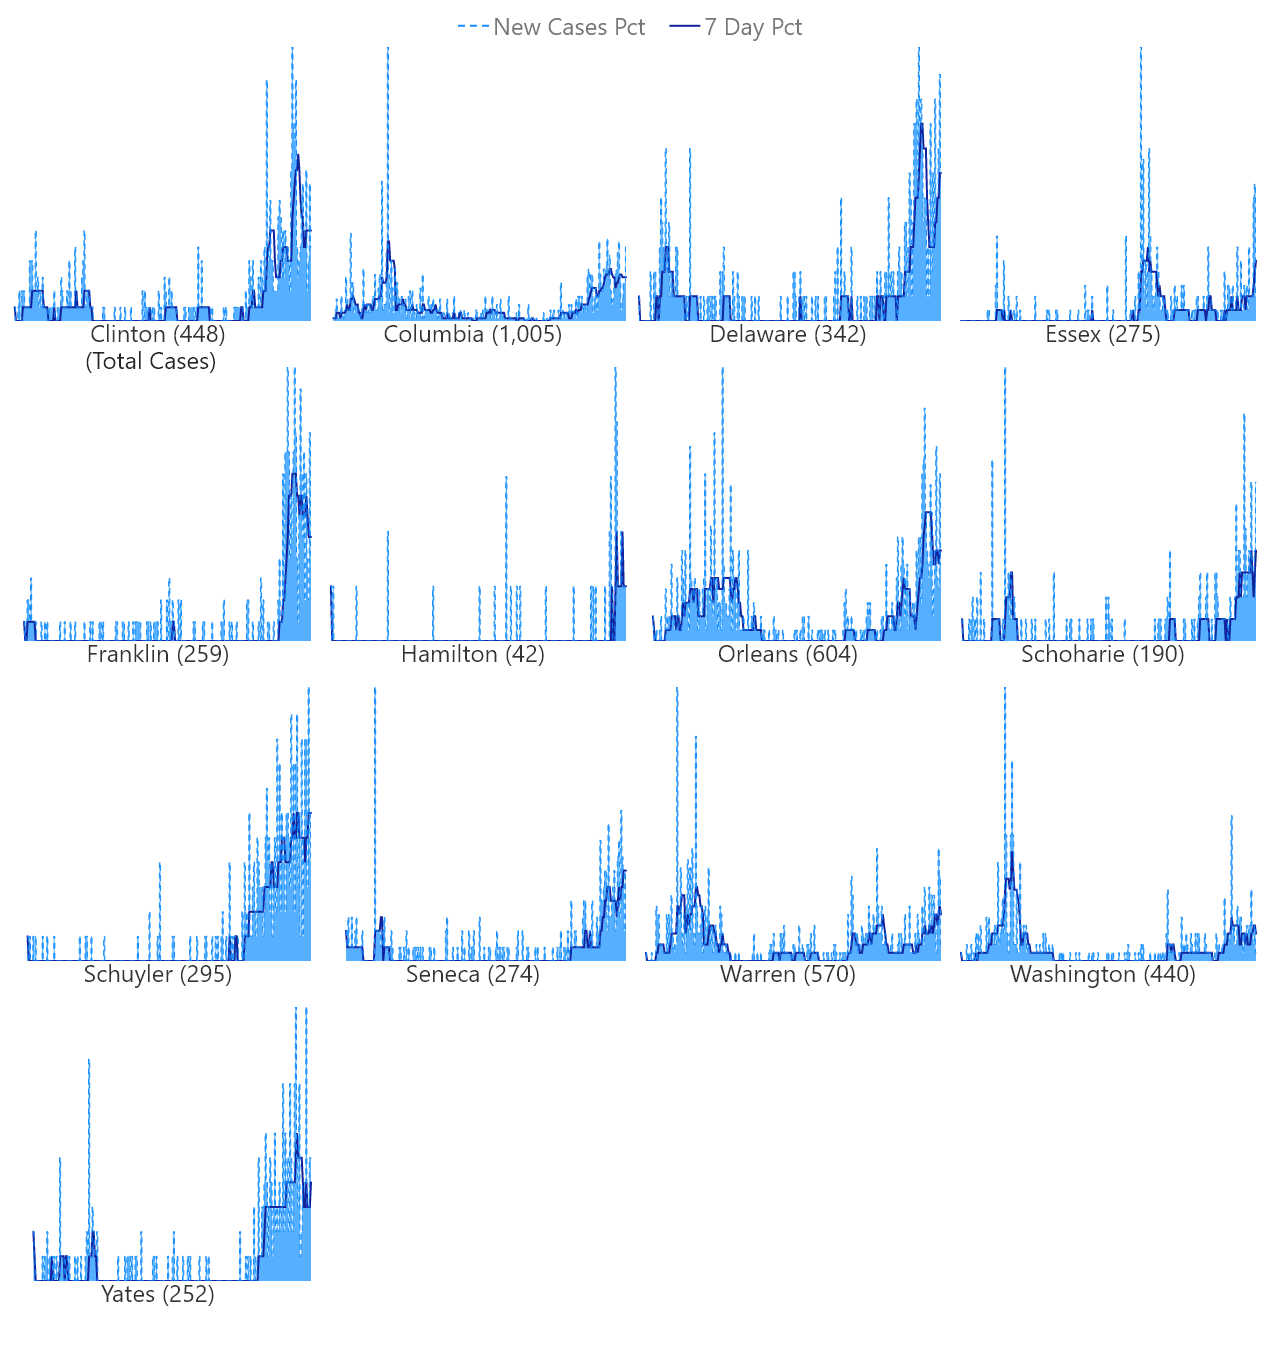 New Cases Pct 7 Day Pct
Clinton (448) Columbia (1,005) Delaware (342) Essex (275)
(Total Cases)
Franklin (259) Hamilton (42) Orleans (604) Schoharie (190)
Schuyler (295) Seneca (274) Warren (570) Washington (440)
Yates (252)